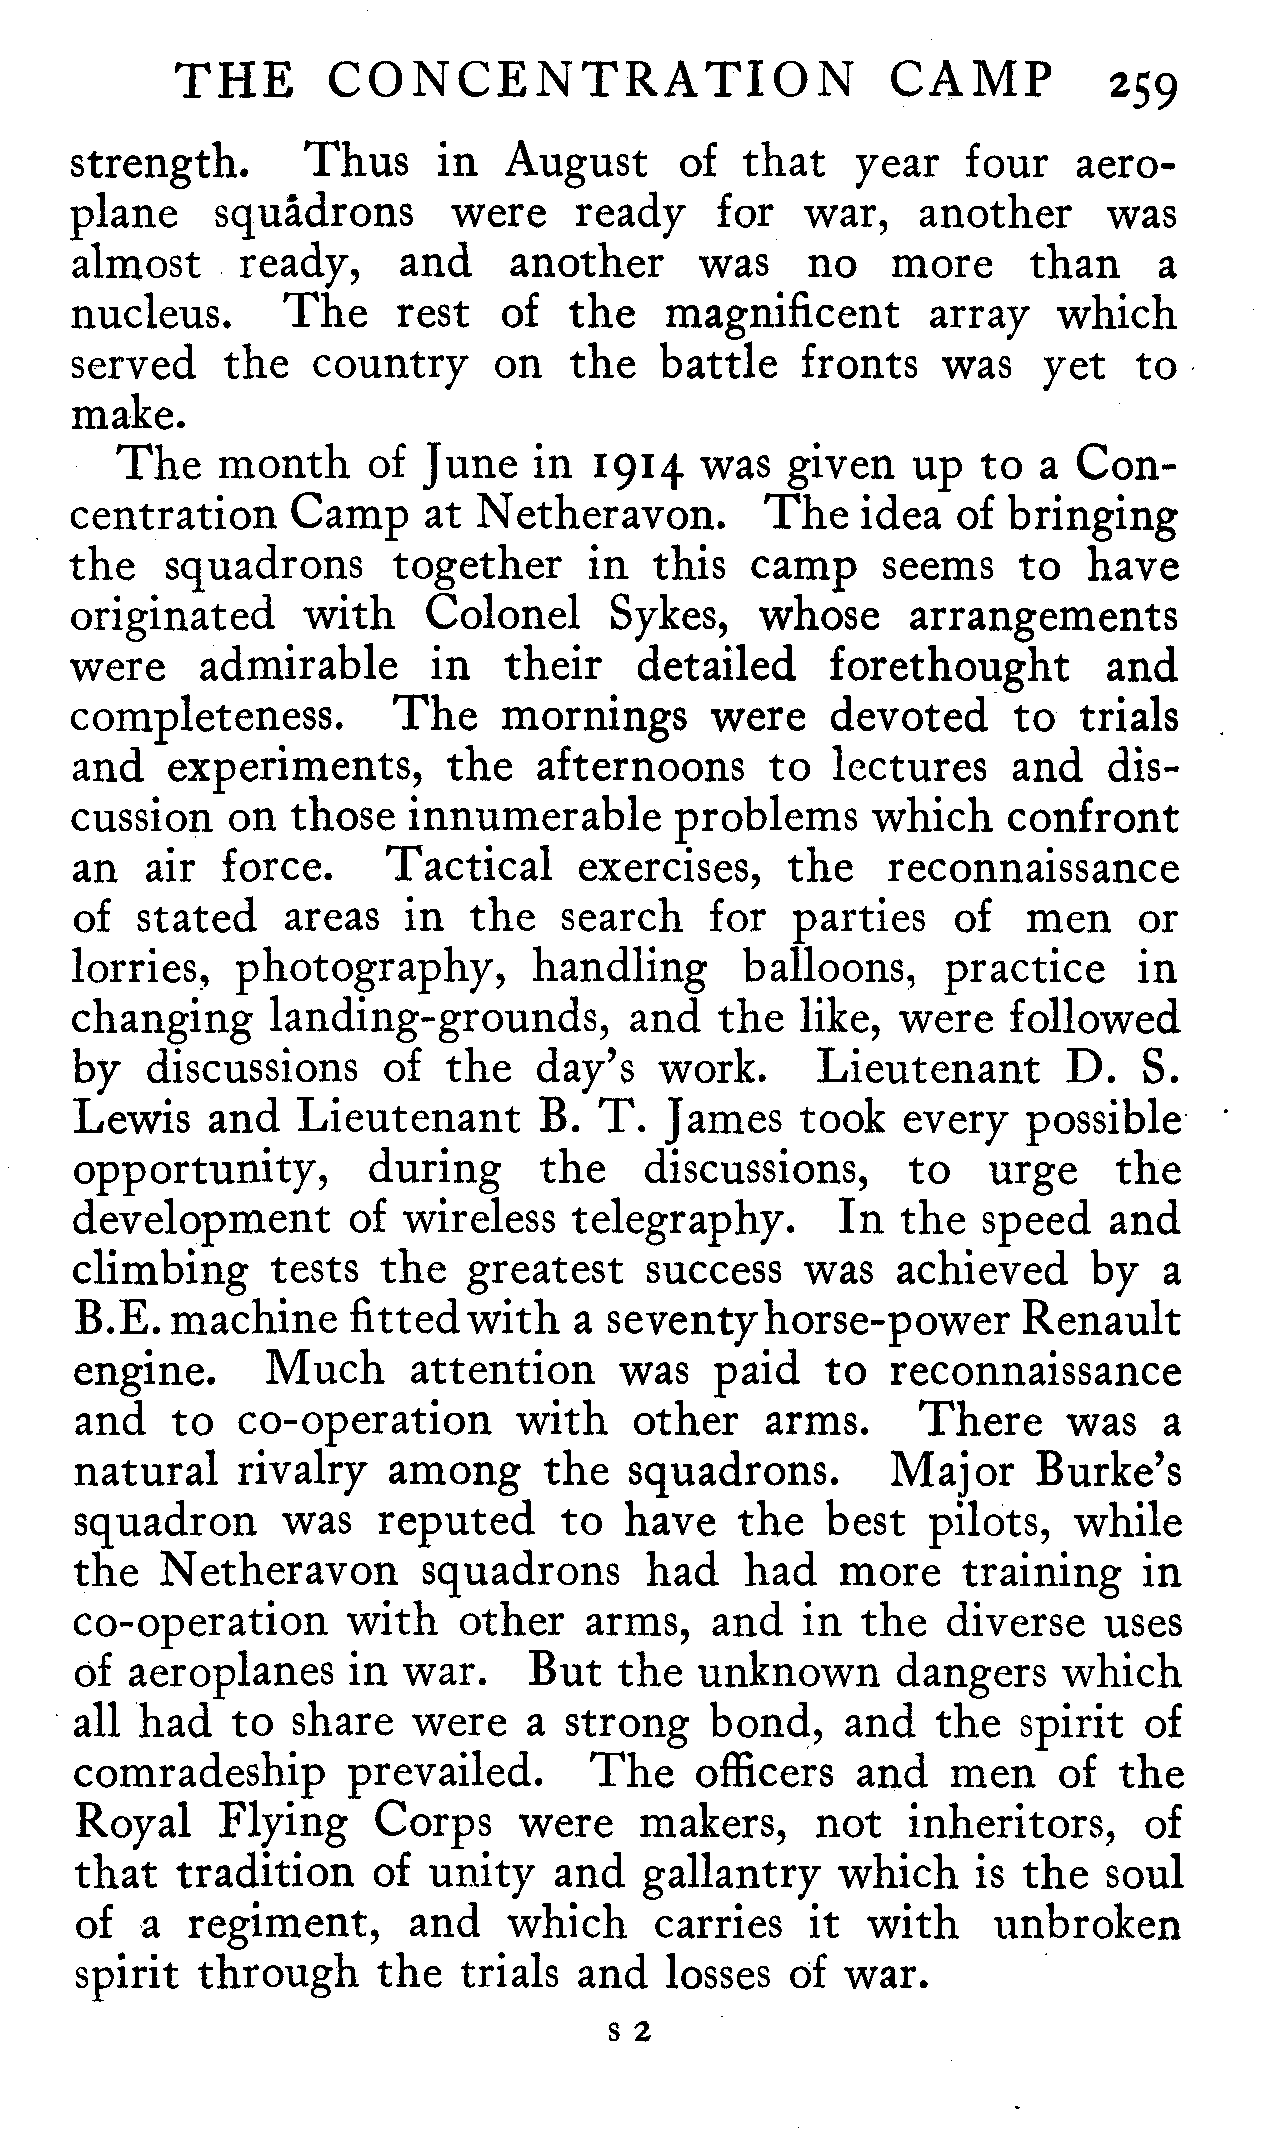 THE CONCENTRATION CAMP 259
strength. Thus in August of that year four aero-
plane squadrons were ready for war, another was
almost ready, and another was no more than a
nucleus. The rest of the magnificent array which
served the country on the battle fronts was yet to
make.
The month of June in 1914 was given up to a Con-
centration Camp at Netheravon. The idea of bringing
the squadrons together in this camp seems to have
originated with Colonel Sykes, whose arrangements
were admirable in their detailed forethought and
completeness. The mornings were devoted to trials
and experiments, the afternoons to lectures and dis-
cussion on those innumerable problems which confront
an air force. Tactical exercises, the reconnaissance
of stated areas in the search for parties of men or
lorries, photography, handling balloons, practice in
changing landing-grounds, and the like, were followed
by discussions of the day's work. Lieutenant D. S.
Lewis and Lieutenant B. T. James took every possible
opportunity, during the discussions, to urge the
development of wireless telegraphy. In the speed and
climbing tests the greatest success was achieved by a
B.E. machine fitted with a seventy horse-power Renault
engine. Much attention was paid to reconnaissance
and to co-operation with other arms. There was a
natural rivalry among the squadrons. Major Burke's
squadron was reputed to have the best pilots, while
the Netheravon squadrons had had more training in
co-operation with other arms, and in the diverse uses
of aeroplanes in war. But the unknown dangers which
all had to share were a strong bond, and the spirit of
comradeship prevailed. The officers and men of the
Royal Flying Corps were makers, not inheritors, of
that tradition of unity and gallantry which is the soul
of a regiment, and which carries it with unbroken
spirit through the trials and losses of war.
s 2